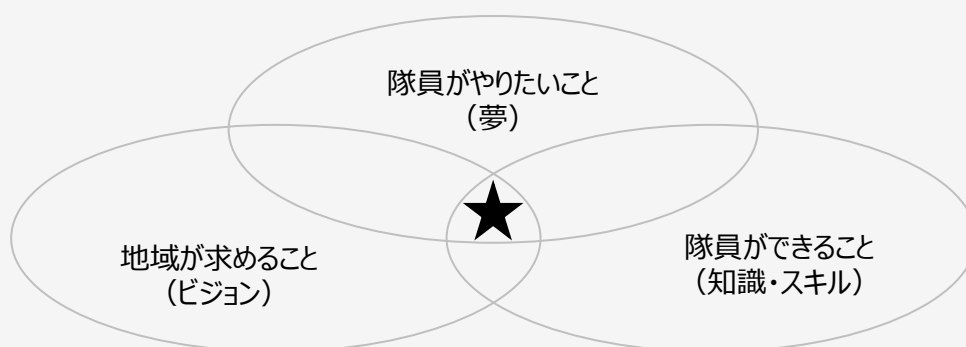 隊員がやりたいこと
（夢）
地域が求めること
（ビジョン）
隊員ができること
（知識・スキル）